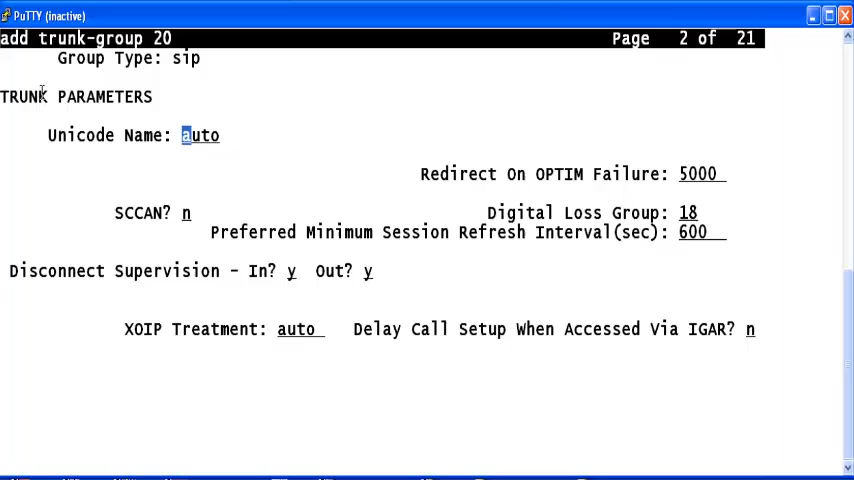 PuTTY (inactive)
add trunk-group 20 Page 2 of 21
Group Type: sip
TRUNK PARAMETERS
Unicode Name: auto
Redirect On OPTIM Failure: 5000
SCCAN? n Digital Loss Group: 18
Preferred Minimum Session Refresh Interval(sec): 600
Disconnect Supervision - In? y Out? y
XOIP Treatment: auto Delay Call Setup When Accessed Via IGAR? n